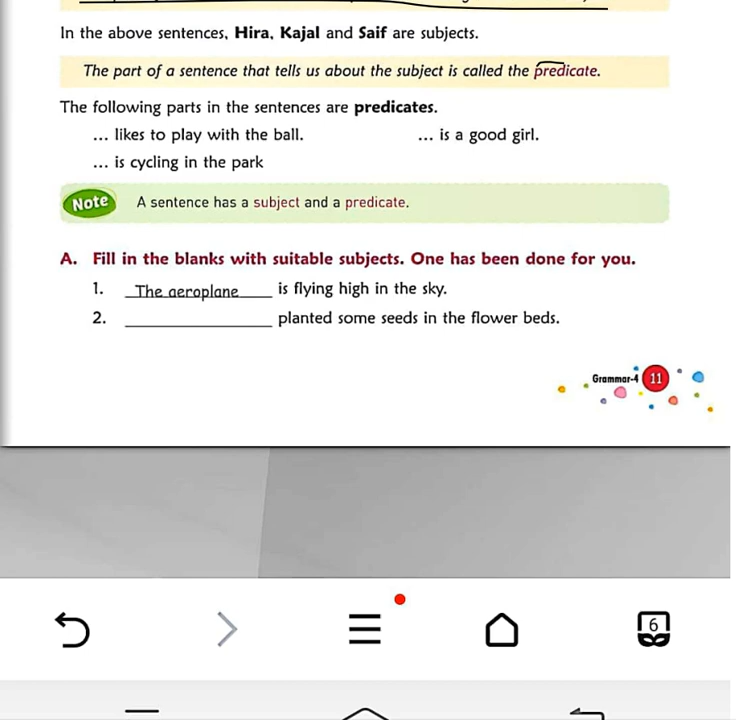 In the above sentences, Hira, Kajal and Saif are subjects.
The part of a sentence that tells us about the subject is called the predicate.
The following parts in the sentences are predicates.
... likes to play with the ball. ... is a good girl.
... is cycling in the park
Note A sentence has a subject and a predicate.
A. Fill in the blanks with suitable subjects. One has been done for you.
1. The aeroplane is flying high in the sky.
2. ____________ planted some seeds in the flower beds.
Grammar-4 11
6